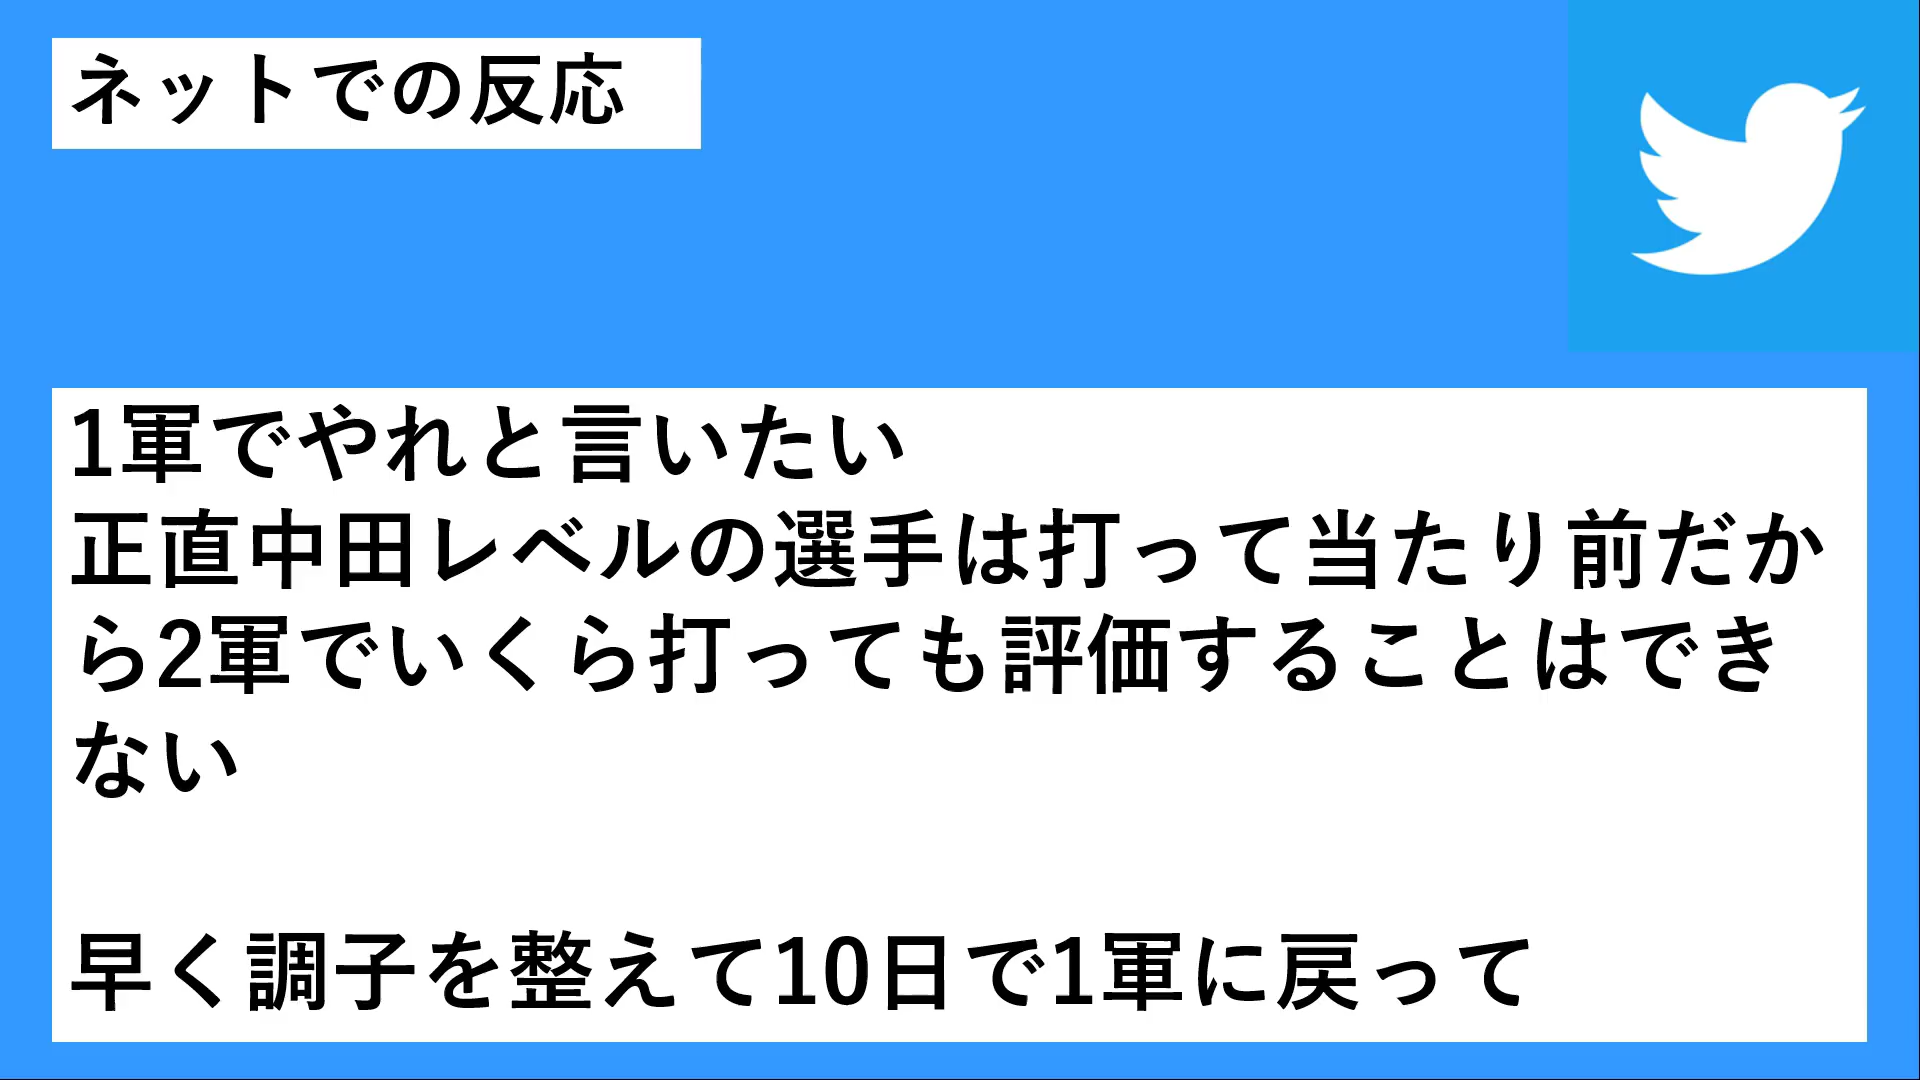 ネットでの反応
1軍でやれと言いたい
正直中田レベルの選手は打って当たり前だか
ら2軍でいくら打っても評価することはでき
ない
早く調子を整えて10日で1軍に戻って